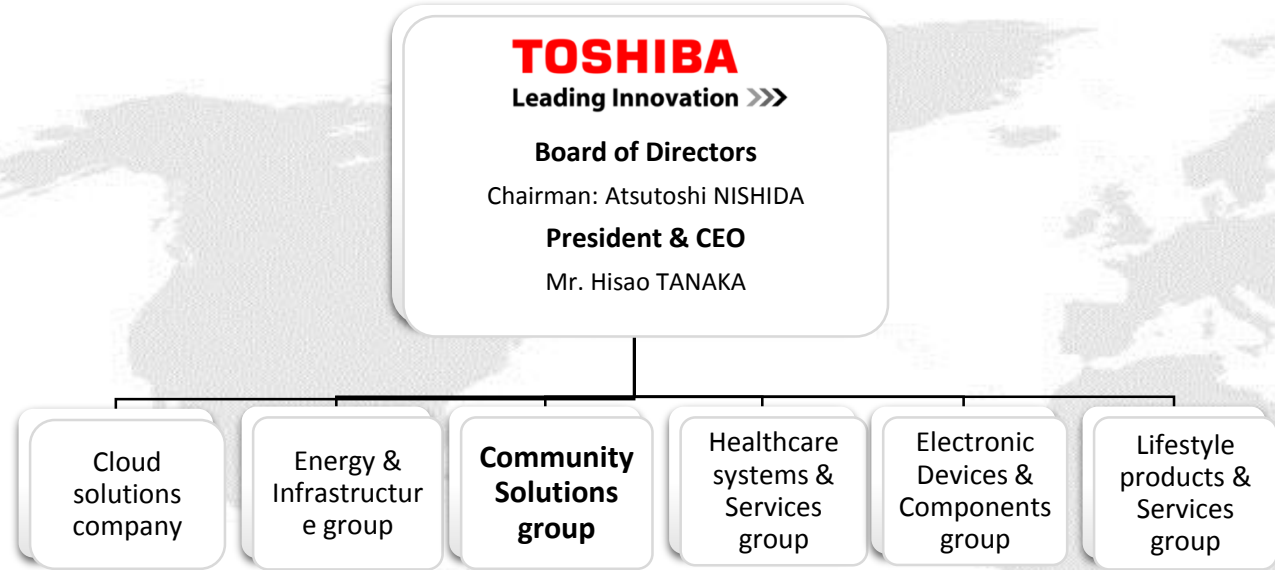 TOSHIBA
Leading Innovation >>>
Board of Directors
Chairman: Atsutoshi NISHIDA
President & CEO
Mr. Hisao TANAKA
Cloud
solutions
company
Energy &
Infrastructur
e group
Community
Solutions
group
Healthcare
systems &
Services
group
Electronic
Devices &
Components
group
Lifestyle
products &
Services
group